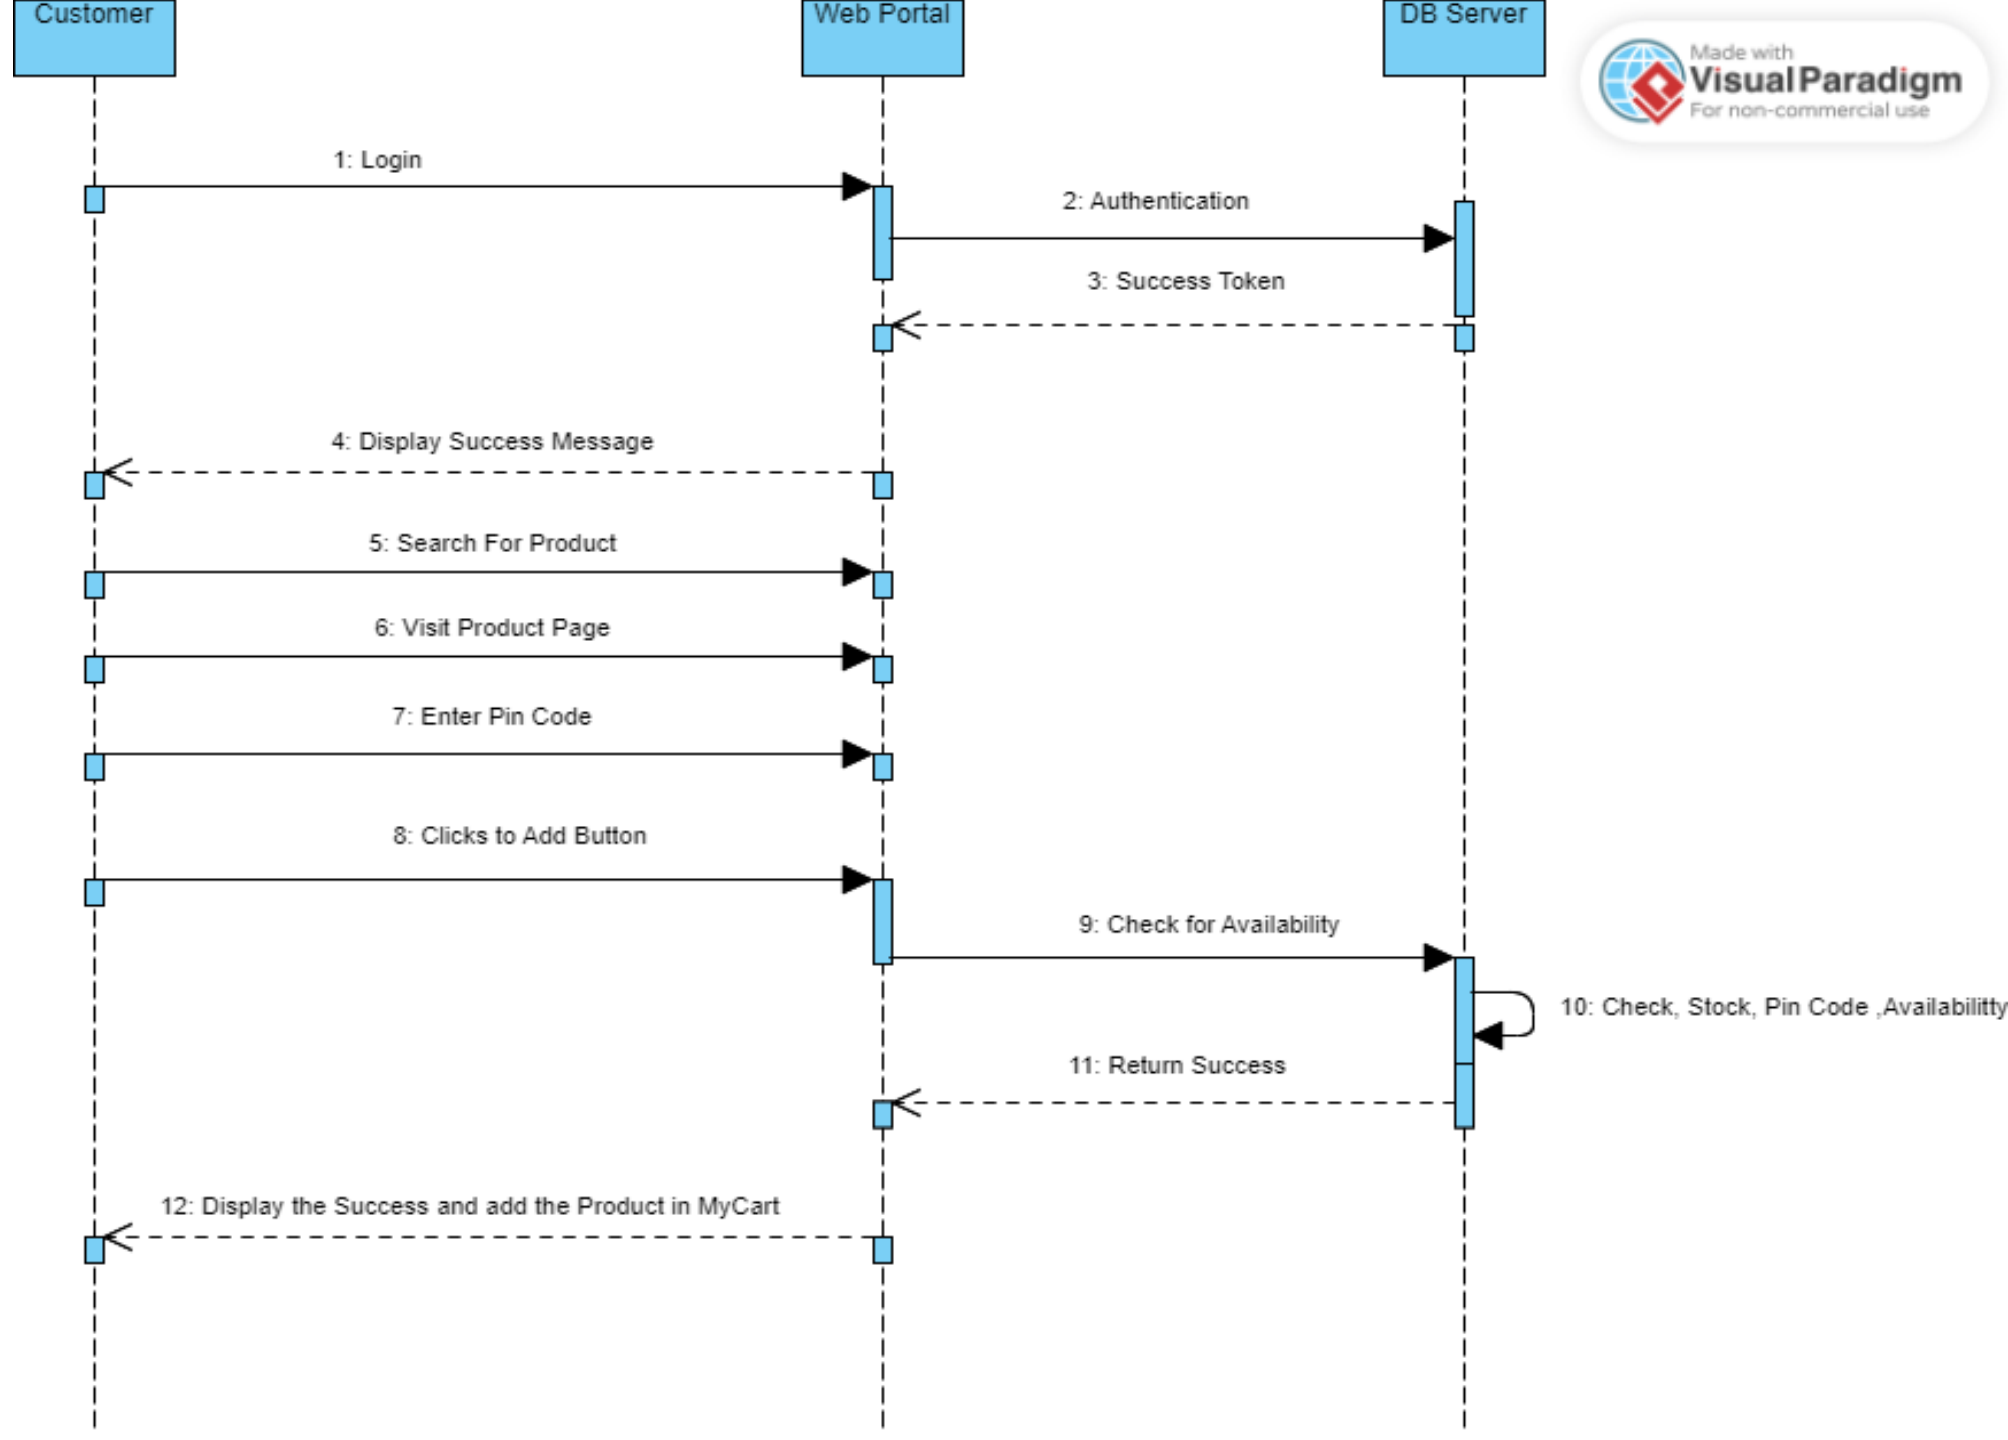 Customer
Web Portal
DB Server
Made with
Visual Paradigm
For non-commercial use
1: Login
2: Authentication
3: Success Token
4: Display Success Message
5: Search For Product
6: Visit Product Page
7: Enter Pin Code
8: Clicks to Add Button
9: Check for Availability
10: Check, Stock, Pin Code ,Availabilitty
11: Return Success
12: Display the Success and add the Product in MyCart